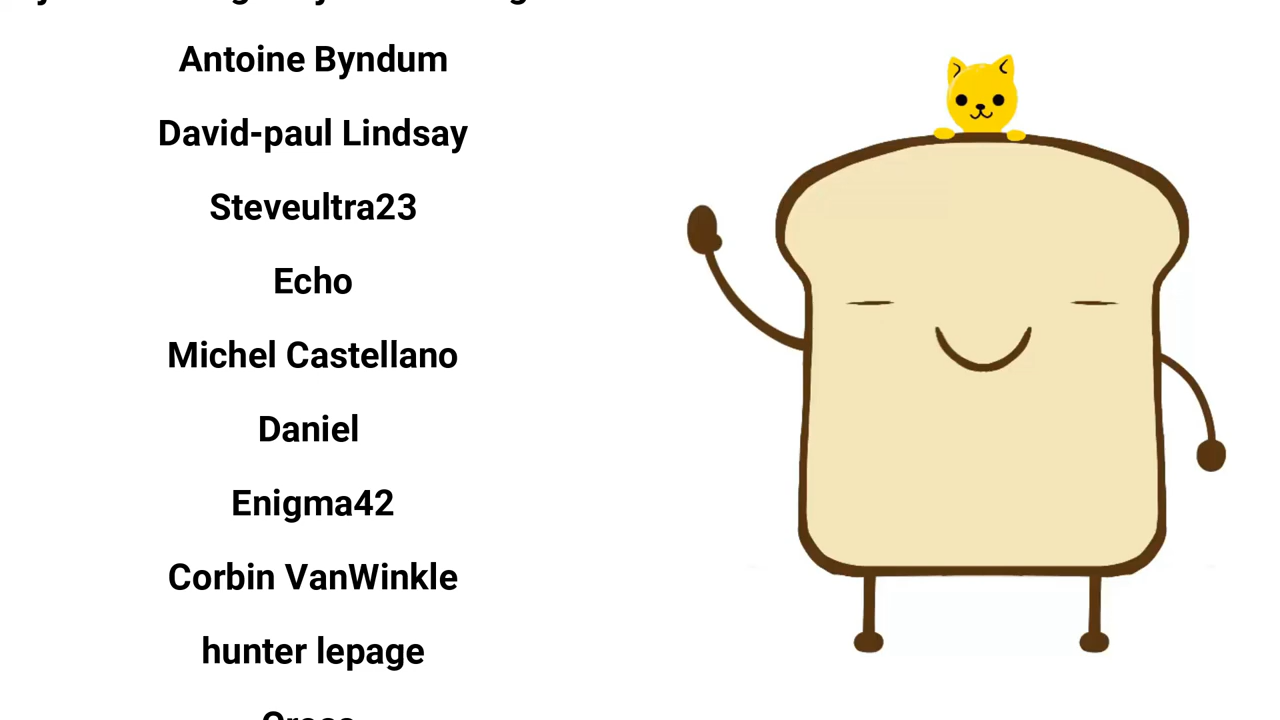 Antoine Byndum
David-paul Lindsay
Steveultra23
Echo
Michel Castellano
Daniel
Enigma42
Corbin VanWinkle
hunter lepage